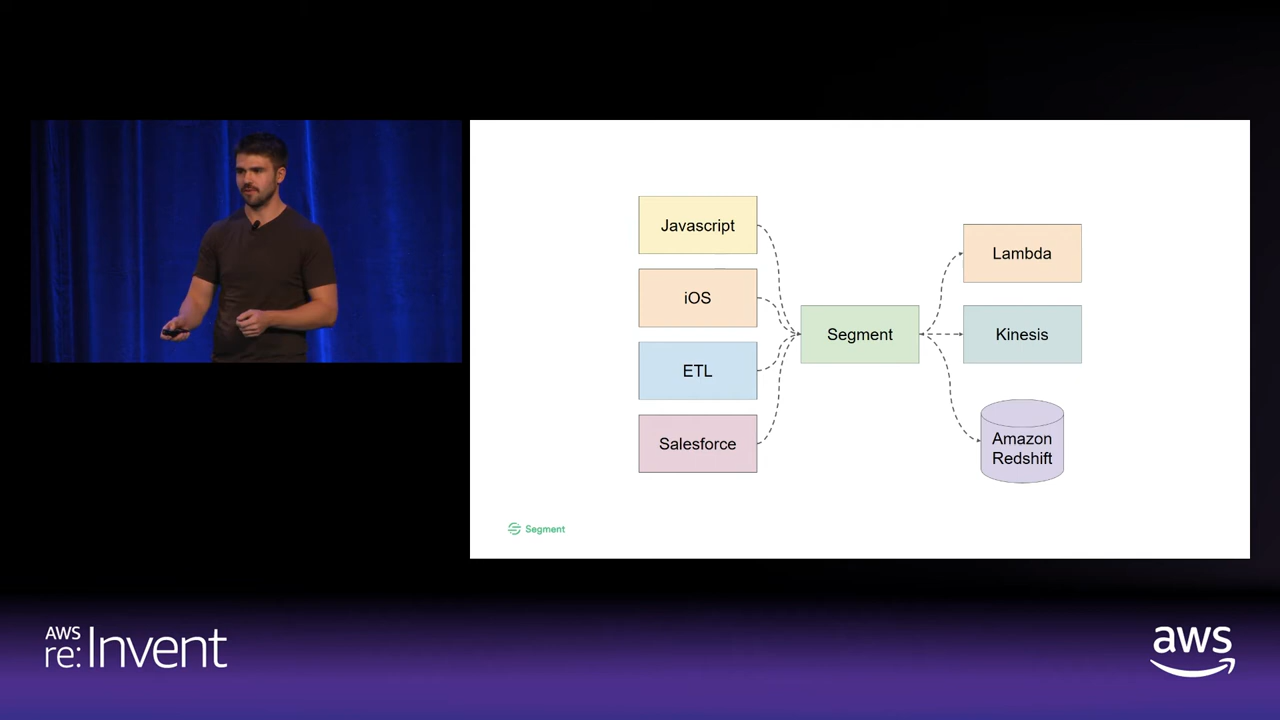 Javascript
iOS
ETL
Salesforce
Segment
Lambda
Kinesis
Amazon
Redshift
Segment
AWS
re:Invent
aws